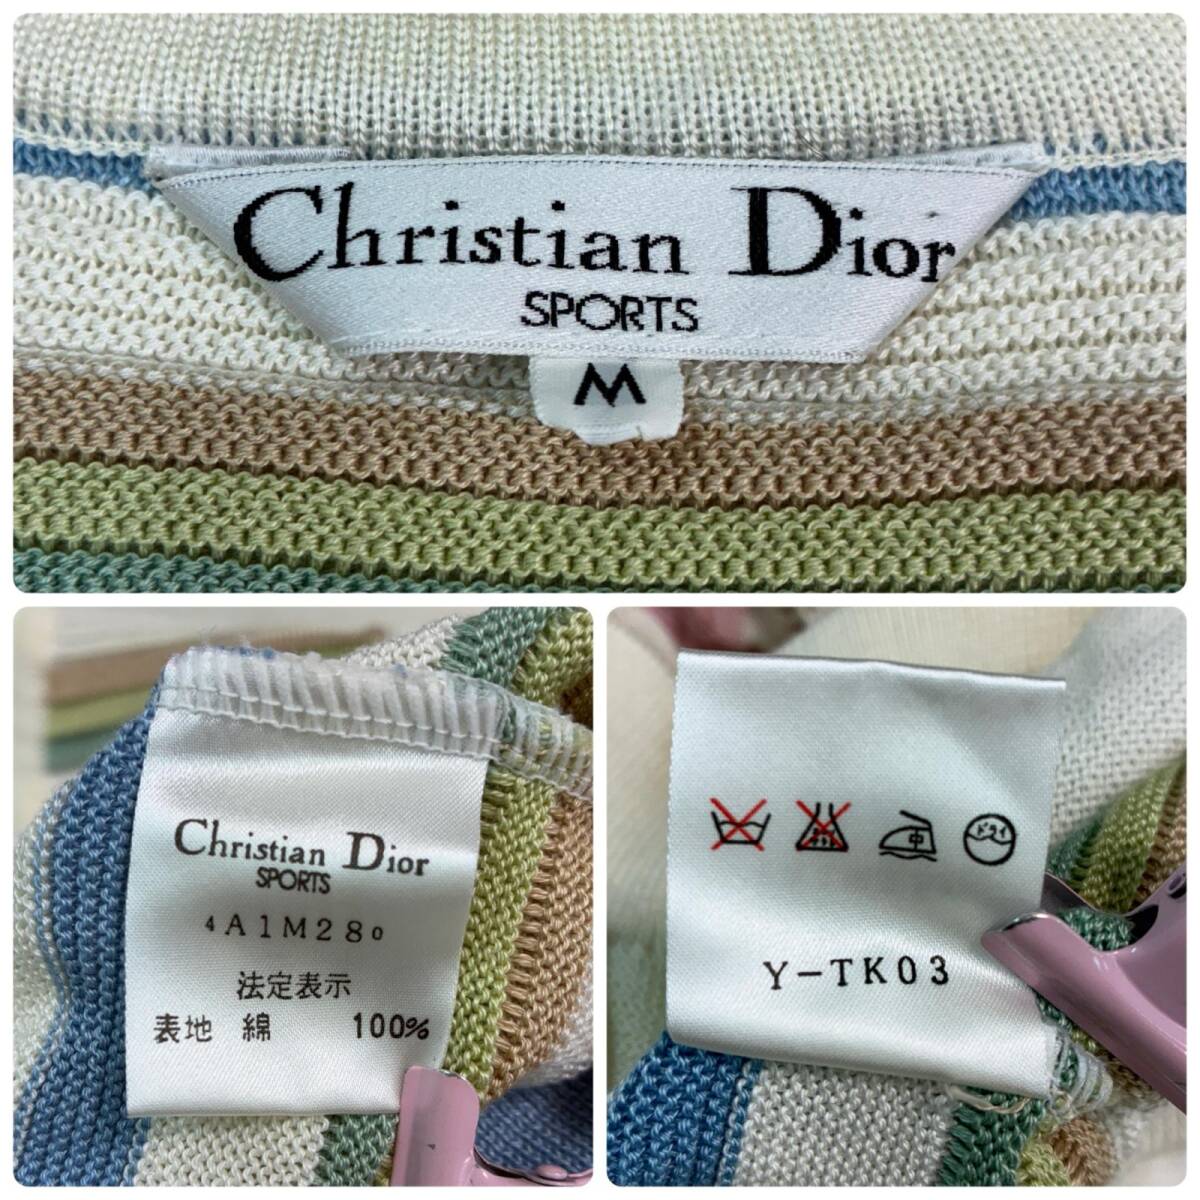 Christian Dior
SPORTS
M
Christian Dior
SPORTS
4A1M280
法定表示
表地 綿 100%
中 ドライ
Y-TK03